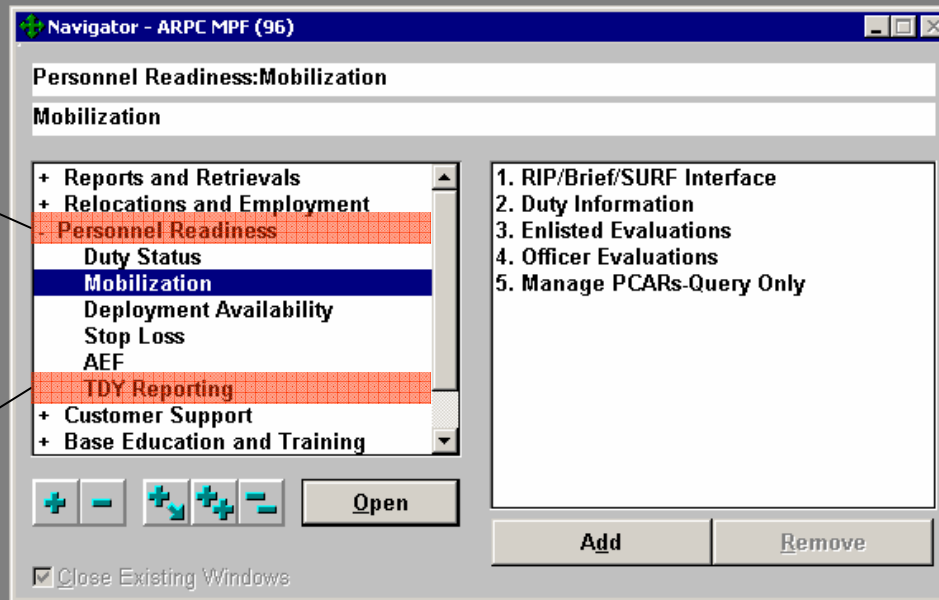 Navigator - ARPC MPF (96)
Personnel Readiness:Mobilization
Mobilization
+ Reports and Retrievals
+ Relocations and Employment
- Personnel Readiness
Duty Status
Mobilization
Deployment Availability
Stop Loss
AEF
TDY Reporting
+ Customer Support
+ Base Education and Training
Open
1. RIP/Brief/SURF Interface
2. Duty Information
3. Enlisted Evaluations
4. Officer Evaluations
5. Manage PCARs-Query Only
Add
Remove
Close Existing Windows